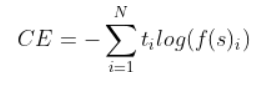 CE = -\sum_{i=1}^{N} t_i log(f(s)_i)